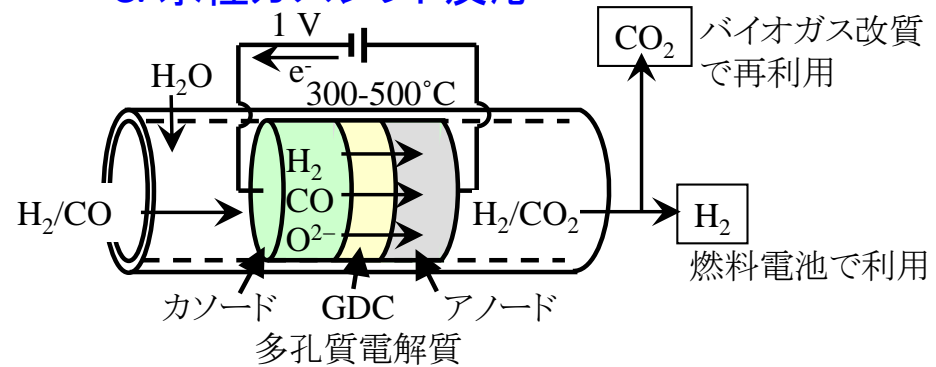 1 V
e-
H2O
300-500˚C
CO2
バイオガス改質
で再利用
H2/CO
H2
CO
O2−
H2/CO2
H2
燃料電池で利用
カソード
GDC
アノード
多孔質電解質